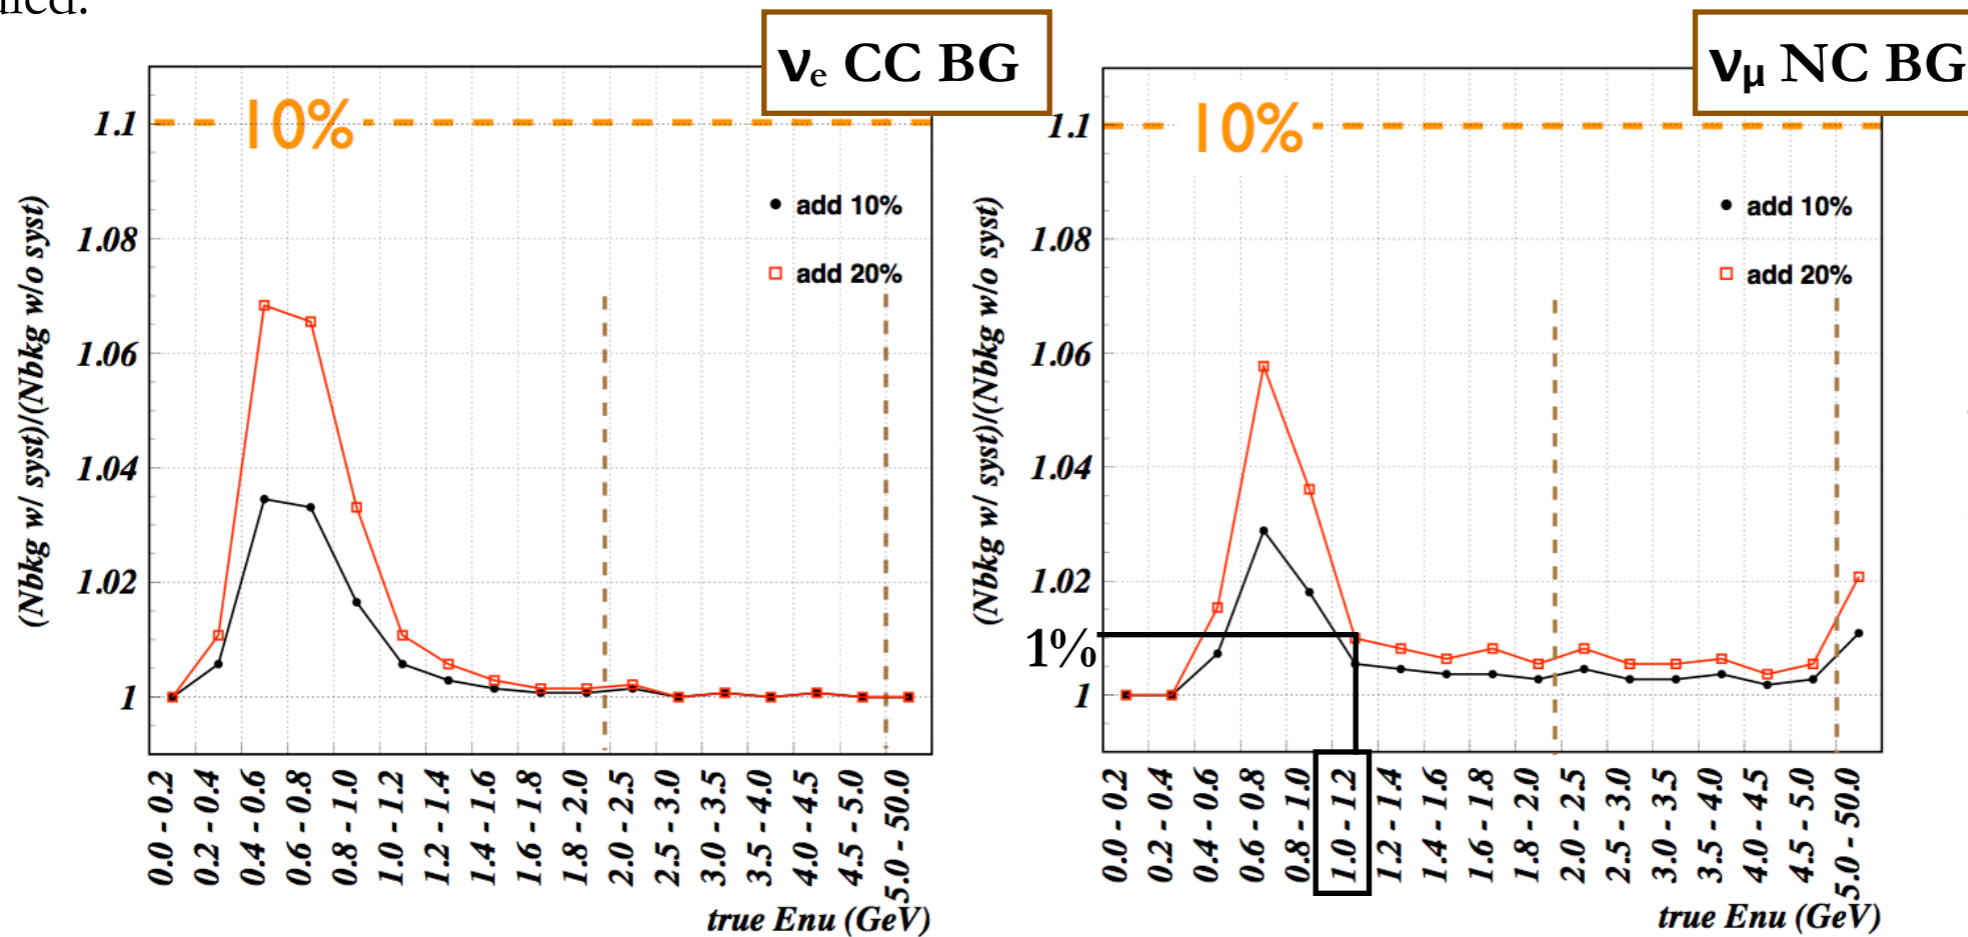 νe CC BG
10%
1.1
1.08
1.06
1.04
1.02
1
(Nbkg w/ syst)/(Nbkg w/o syst)
add 10%
add 20%
0.0 - 0.2
0.2 - 0.4
0.4 - 0.6
0.6 - 0.8
0.8 - 1.0
1.0 - 1.2
1.2 - 1.4
1.4 - 1.6
1.6 - 1.8
1.8 - 2.0
2.0 - 2.5
2.5 - 3.0
3.0 - 3.5
3.5 - 4.0
4.0 - 4.5
4.5 - 5.0
5.0 - 50.0
true Enu (GeV)
νμ NC BG
10%
1.1
1.08
1.06
1.04
1.02
1%
1
(Nbkg w/ syst)/(Nbkg w/o syst)
add 10%
add 20%
0.0 - 0.2
0.2 - 0.4
0.4 - 0.6
0.6 - 0.8
0.8 - 1.0
1.0 - 1.2
1.2 - 1.4
1.4 - 1.6
1.6 - 1.8
1.8 - 2.0
2.0 - 2.5
2.5 - 3.0
3.0 - 3.5
3.5 - 4.0
4.0 - 4.5
4.5 - 5.0
5.0 - 50.0
true Enu (GeV)